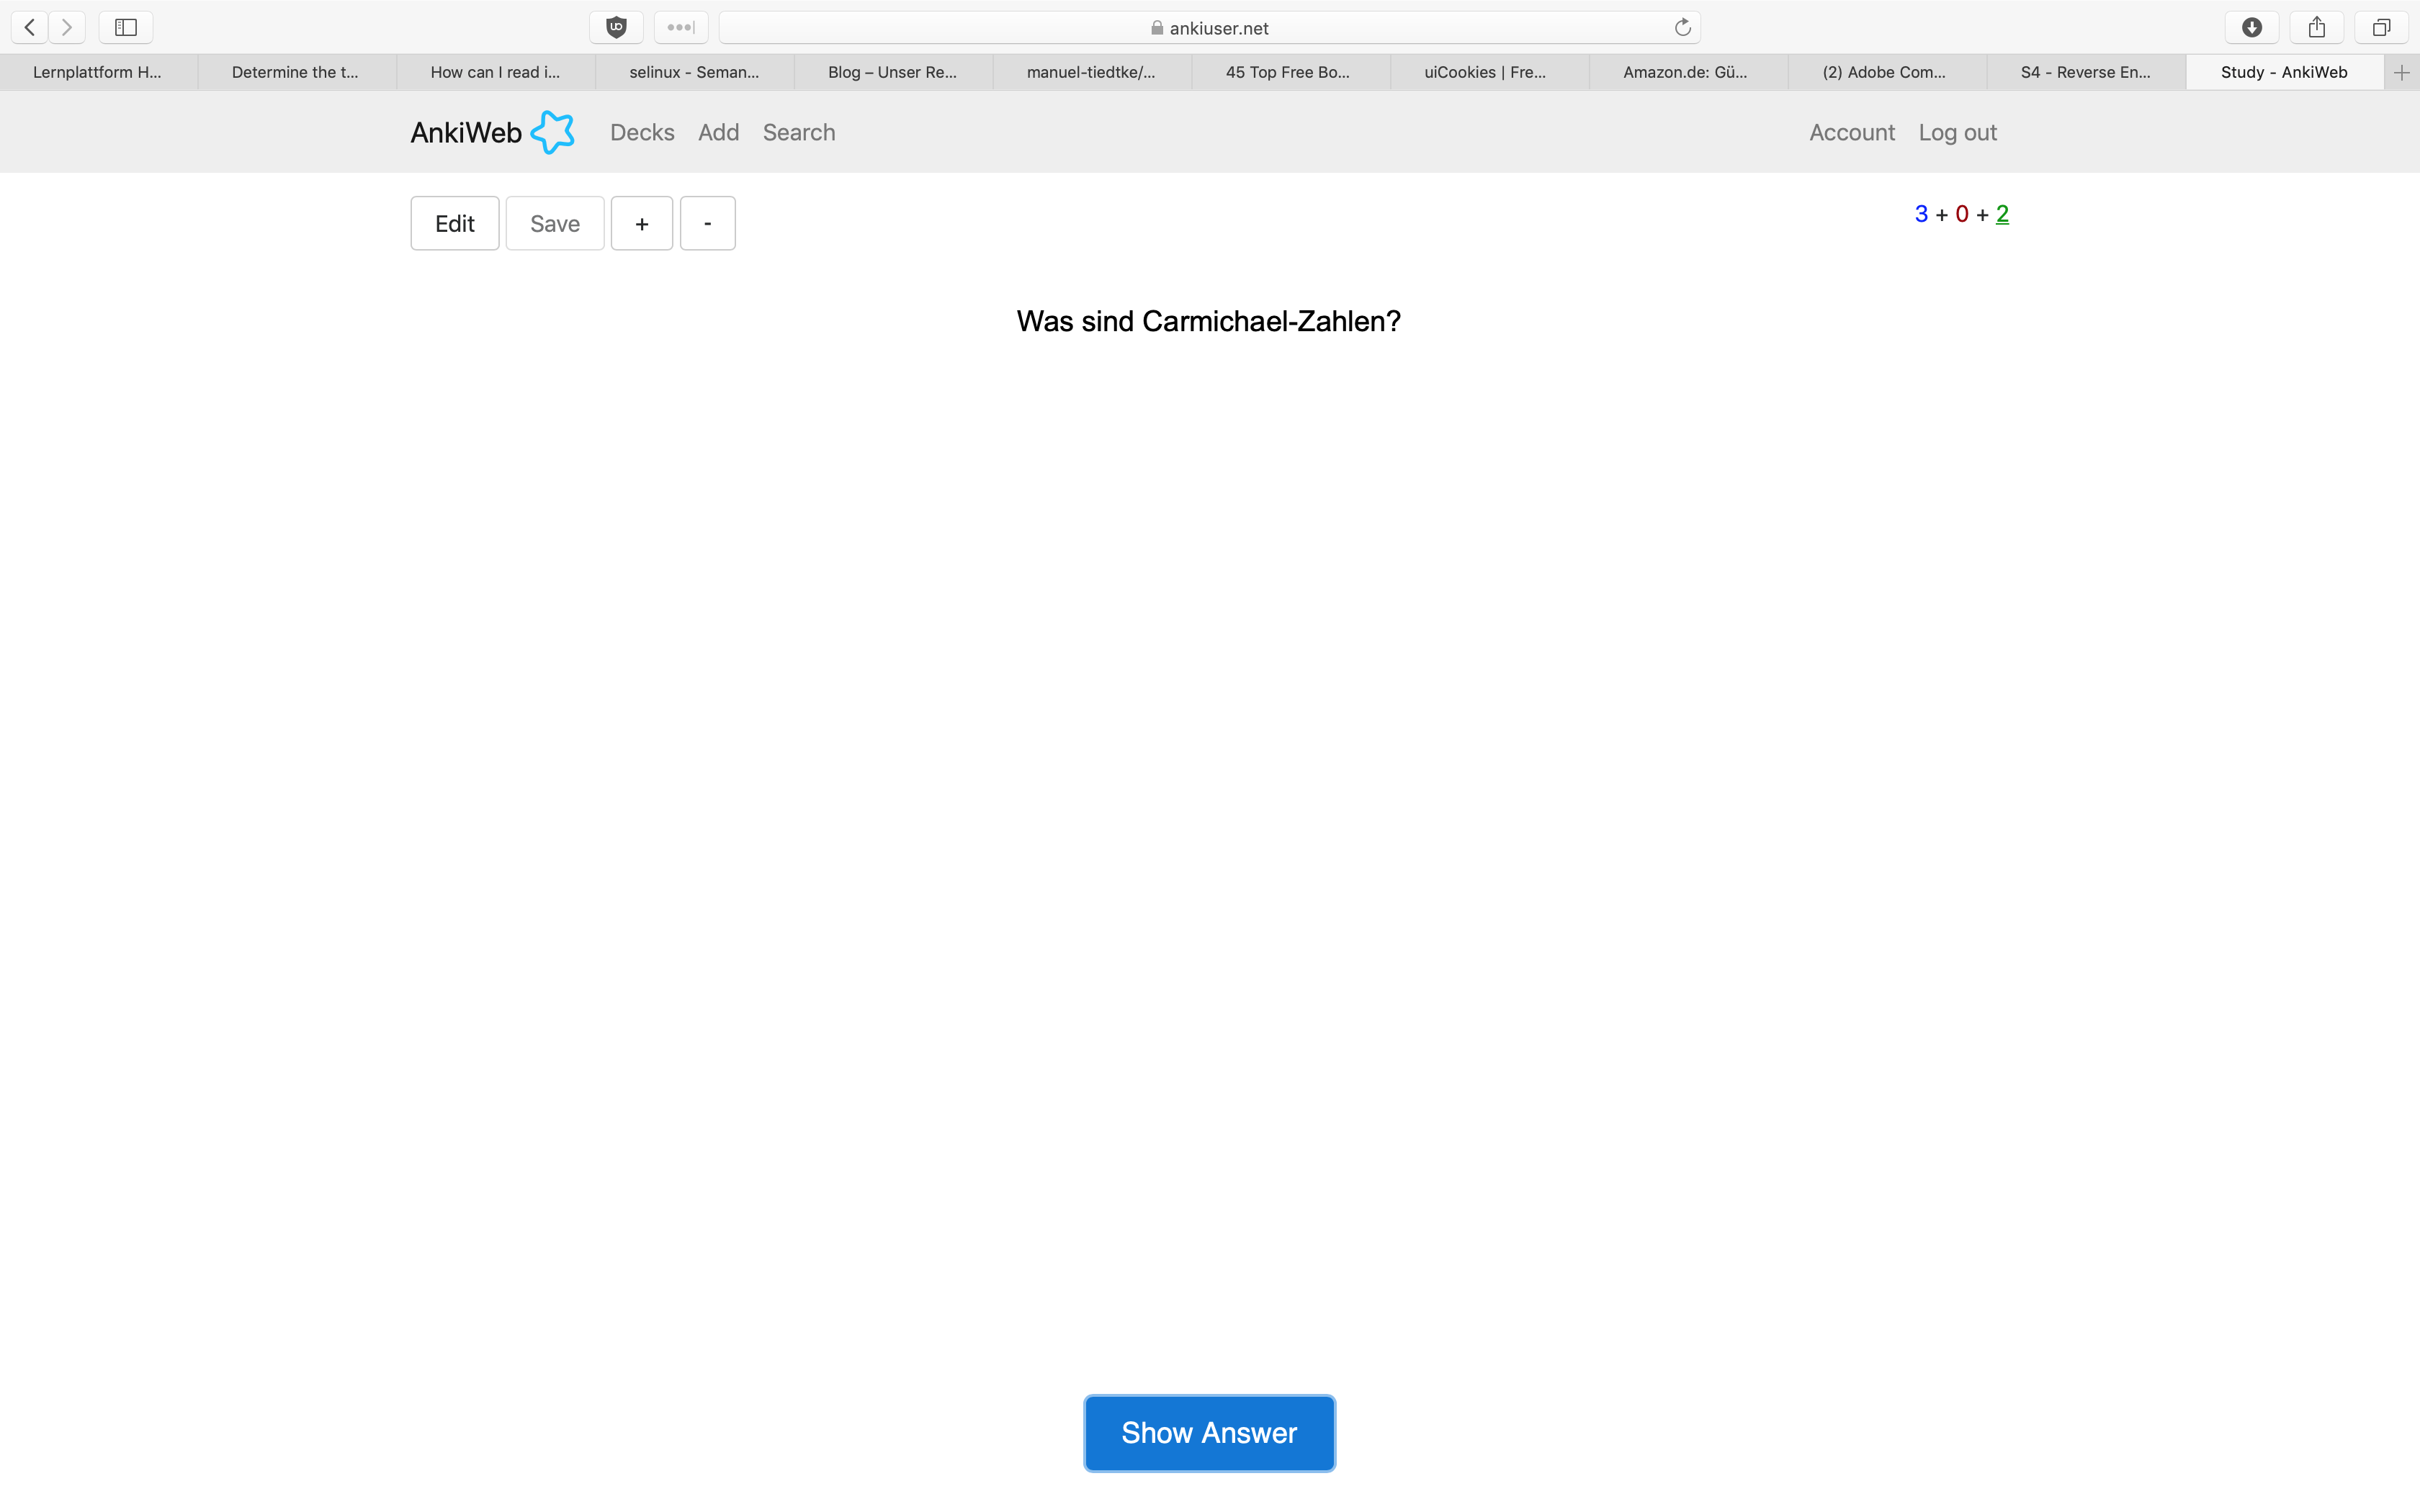 ankiuser.net
Lernplattform H... Determine the t... How can I read i... selinux - Seman... Blog – Unser Re... manuel-tiedtke/... 45 Top Free Bo... uiCookies | Fre... Amazon.de: Gü... (2) Adobe Com... S4 - Reverse En... Study - AnkiWeb
AnkiWeb Decks Add Search Account Log out
Edit Save + - 3 + 0 + 2
Was sind Carmichael-Zahlen?
Show Answer